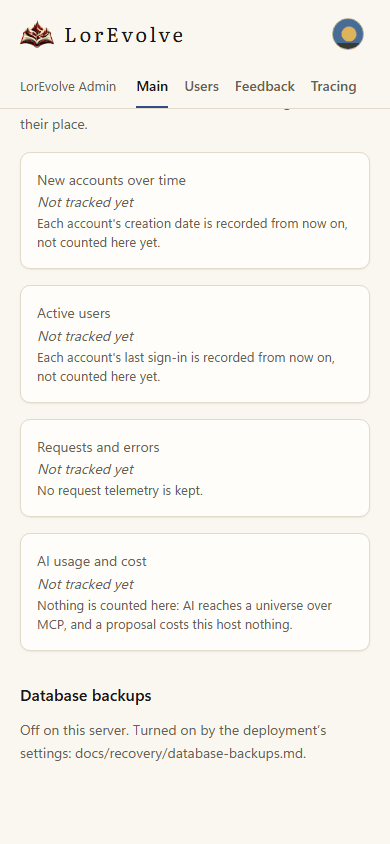 LorEvolve
LorEvolve Admin Main Users Feedback Tracing
their place.
New accounts over time
Not tracked yet
Each account's creation date is recorded from now on,
not counted here yet.
Active users
Not tracked yet
Each account's last sign-in is recorded from now on,
not counted here yet.
Requests and errors
Not tracked yet
No request telemetry is kept.
AI usage and cost
Not tracked yet
Nothing is counted here: AI reaches a universe over
MCP, and a proposal costs this host nothing.
Database backups
Off on this server. Turned on by the deployment’s
settings: docs/recovery/database-backups.md.